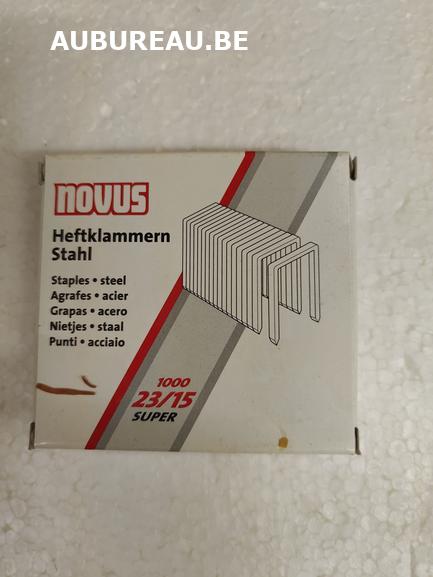 AUBUREAU.BE
novus
Heftklammern
Stahl
Staples • steel
Agrafes • acier
Grapas • acero
Nietjes • staal
Punti • acciaio
1000
23/15
SUPER